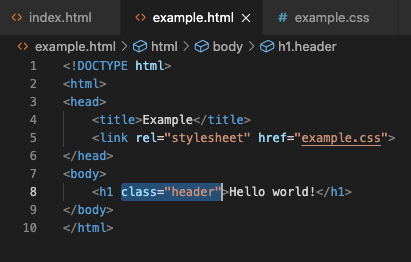 index.html example.html × example.css
example.html > html > body > h1.header
1 <!DOCTYPE html>
2 <html>
3 <head>
4     <title>Example</title>
5     <link rel="stylesheet" href="example.css">
6 </head>
7 <body>
8     <h1 class="header">Hello world!</h1>
9 </body>
10 </html>